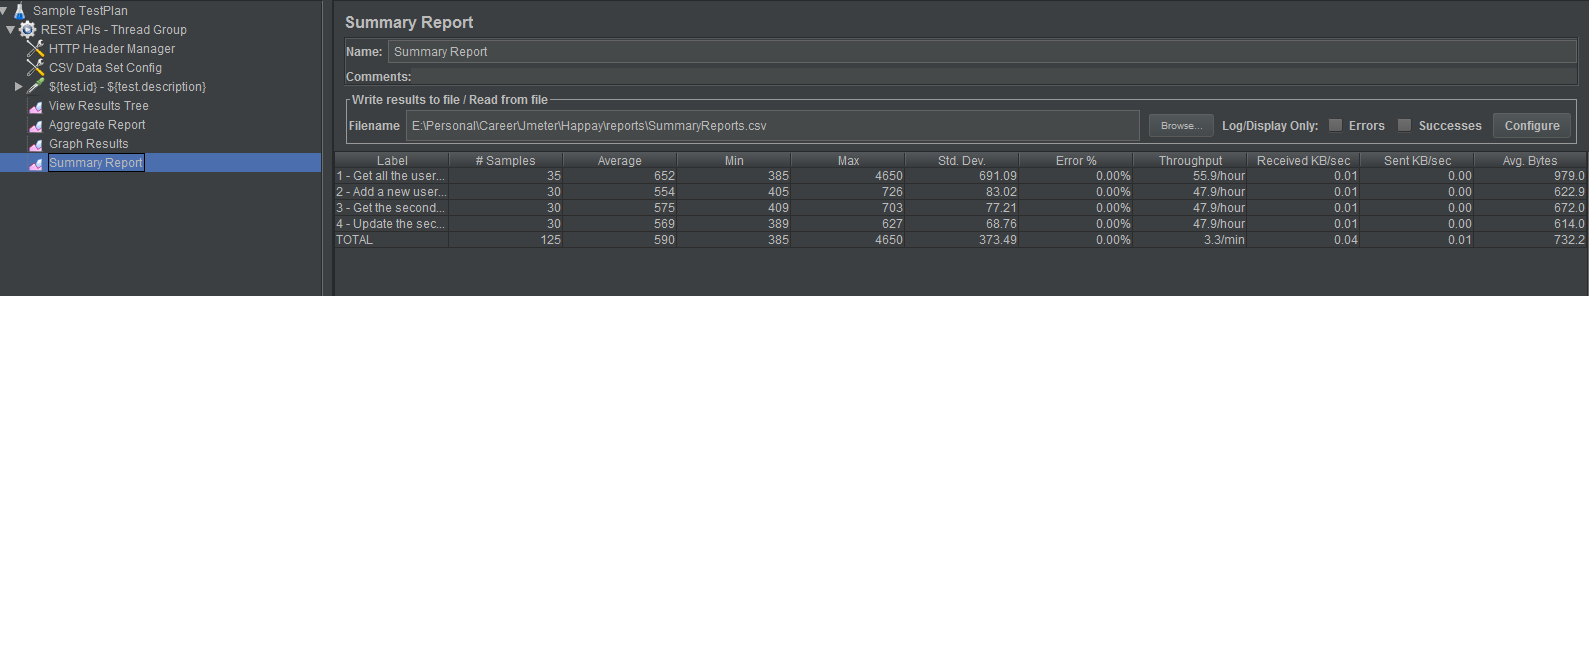 Sample TestPlan
REST APIs - Thread Group
HTTP Header Manager
CSV Data Set Config
${test.id} - ${test.description}
View Results Tree
Aggregate Report
Graph Results
Summary Report
Summary Report
Name: Summary Report
Comments:
Write results to file / Read from file
Filename E:\Personal\Career\Jmeter\Happay\reports\SummaryReports.csv Browse... Log/Display Only: Errors Successes Configure
Label # Samples Average Min Max Std. Dev. Error % Throughput Received KB/sec Sent KB/sec Avg. Bytes
1 - Get all the user... 35 652 385 4650 691.09 0.00% 55.9/hour 0.01 0.00 979.0
2 - Add a new user... 30 554 405 726 83.02 0.00% 47.9/hour 0.01 0.00 622.9
3 - Get the second... 30 575 409 703 77.21 0.00% 47.9/hour 0.01 0.00 672.0
4 - Update the sec... 30 569 389 627 68.76 0.00% 47.9/hour 0.01 0.00 614.0
TOTAL 125 590 385 4650 373.49 0.00% 3.3/min 0.04 0.01 732.2